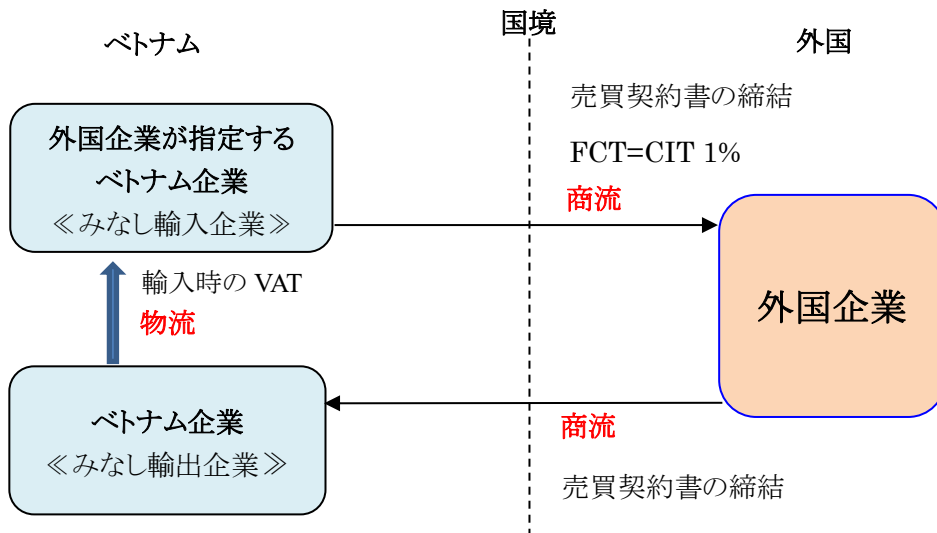 ベトナム
国境
外国
売買契約書の締結
FCT=CIT 1%
商流
外国企業が指定する
ベトナム企業
≪みなし輸入企業≫
輸入時の VAT
物流
外国企業
ベトナム企業
≪みなし輸出企業≫
商流
売買契約書の締結